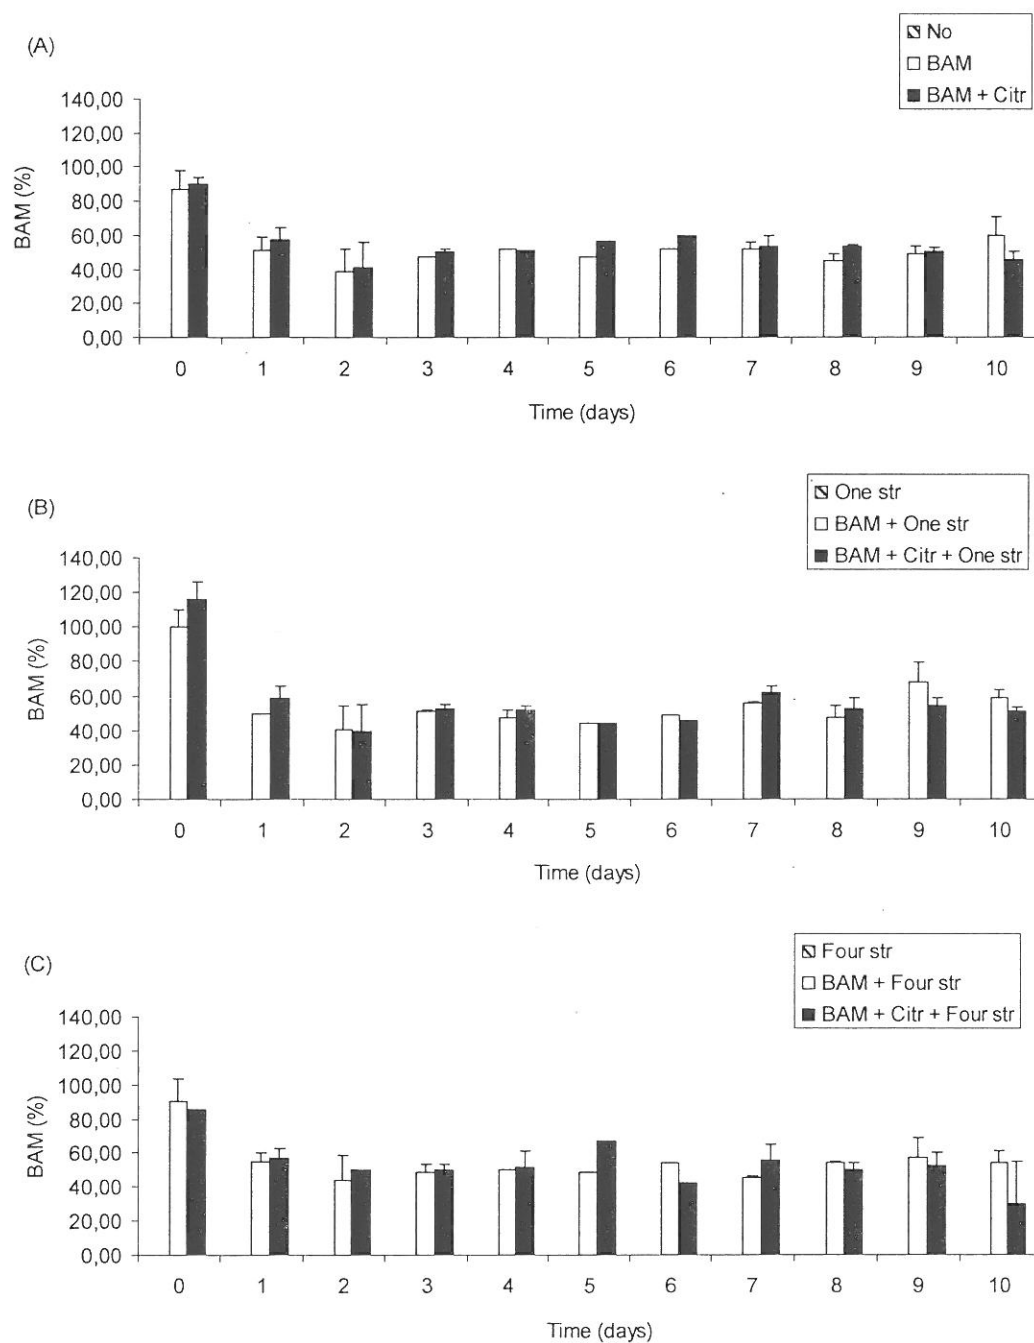 (A)
No
BAM
BAM + Citr
140,00
120,00
100,00
80,00
60,00
40,00
20,00
0,00
BAM (%)
0 1 2 3 4 5 6 7 8 9 10
Time (days)
(B)
One str
BAM + One str
BAM + Citr + One str
140,00
120,00
100,00
80,00
60,00
40,00
20,00
0,00
BAM (%)
0 1 2 3 4 5 6 7 8 9 10
Time (days)
(C)
Four str
BAM + Four str
BAM + Citr + Four str
140,00
120,00
100,00
80,00
60,00
40,00
20,00
0,00
BAM (%)
0 1 2 3 4 5 6 7 8 9 10
Time (days)